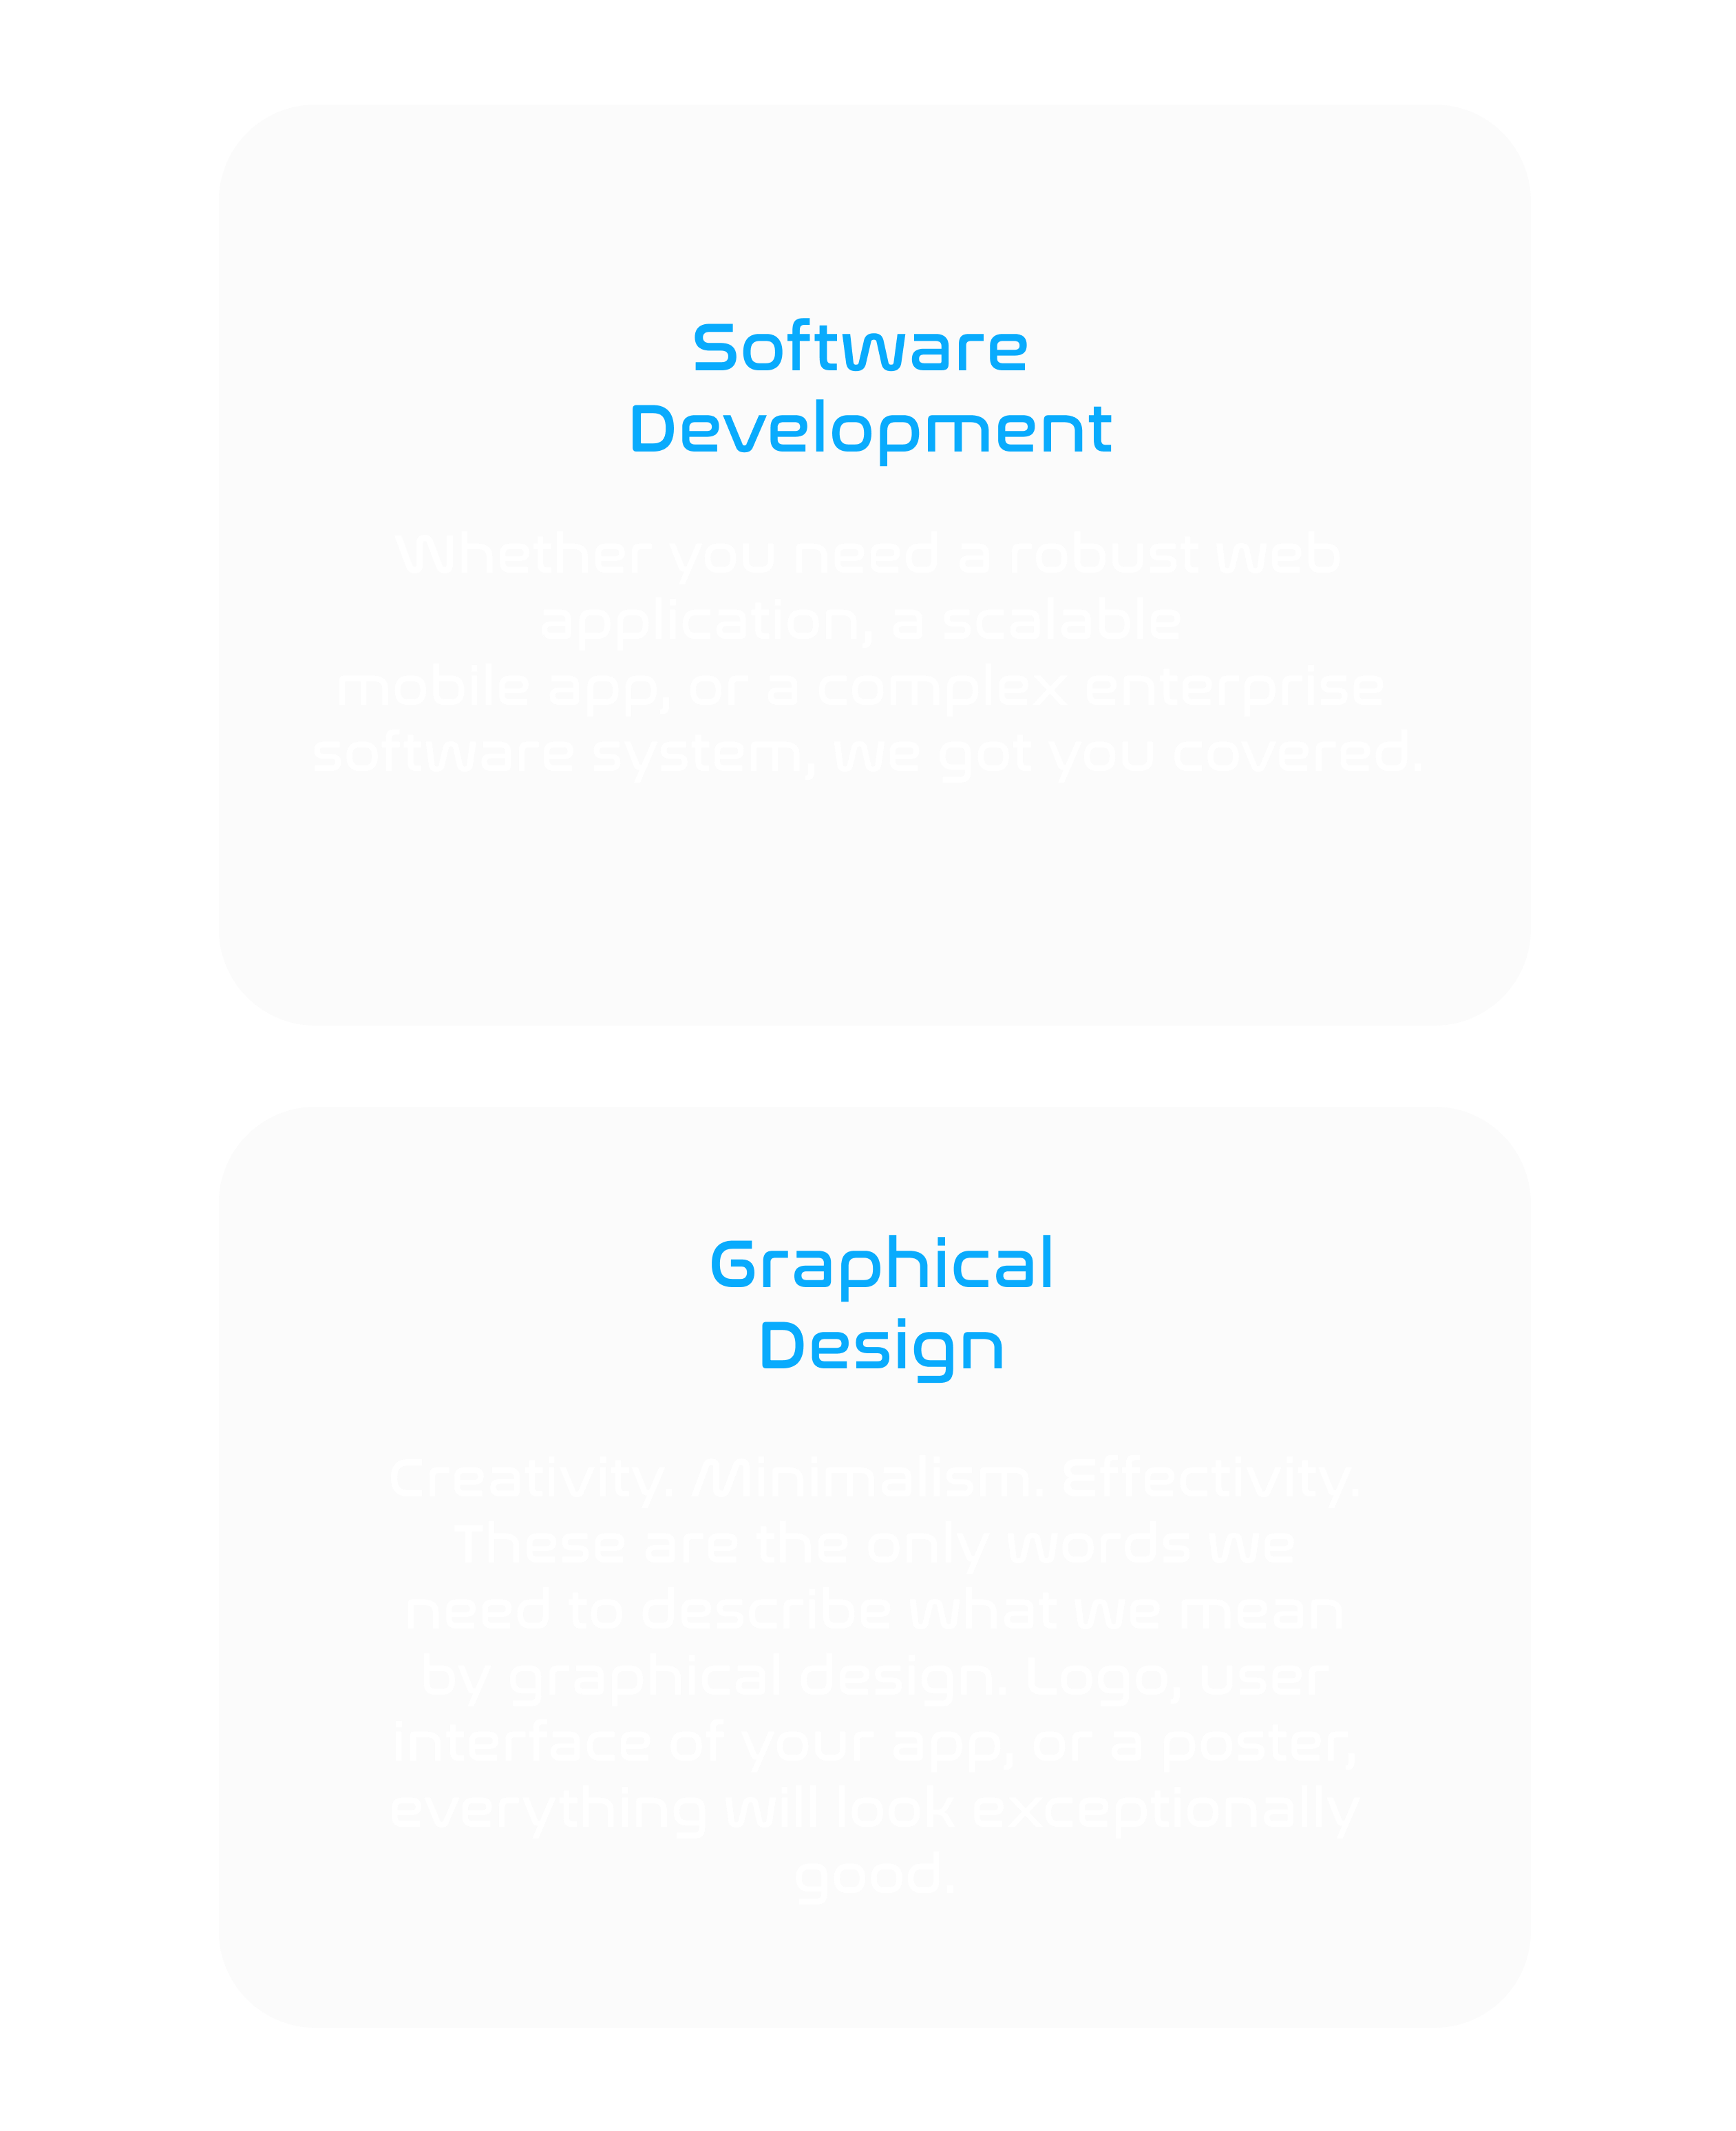 Software
Development
Whether you need a robust web
application, a scalable
mobile app, or a complex enterprise
software system, we got you covered.
Graphical
Design
Creativity. Minimalism. Effectivity.
These are the only words we
need to describe what we mean
by graphical design. Logo, user
interface of your app, or a poster,
everything will look exceptionally
good.